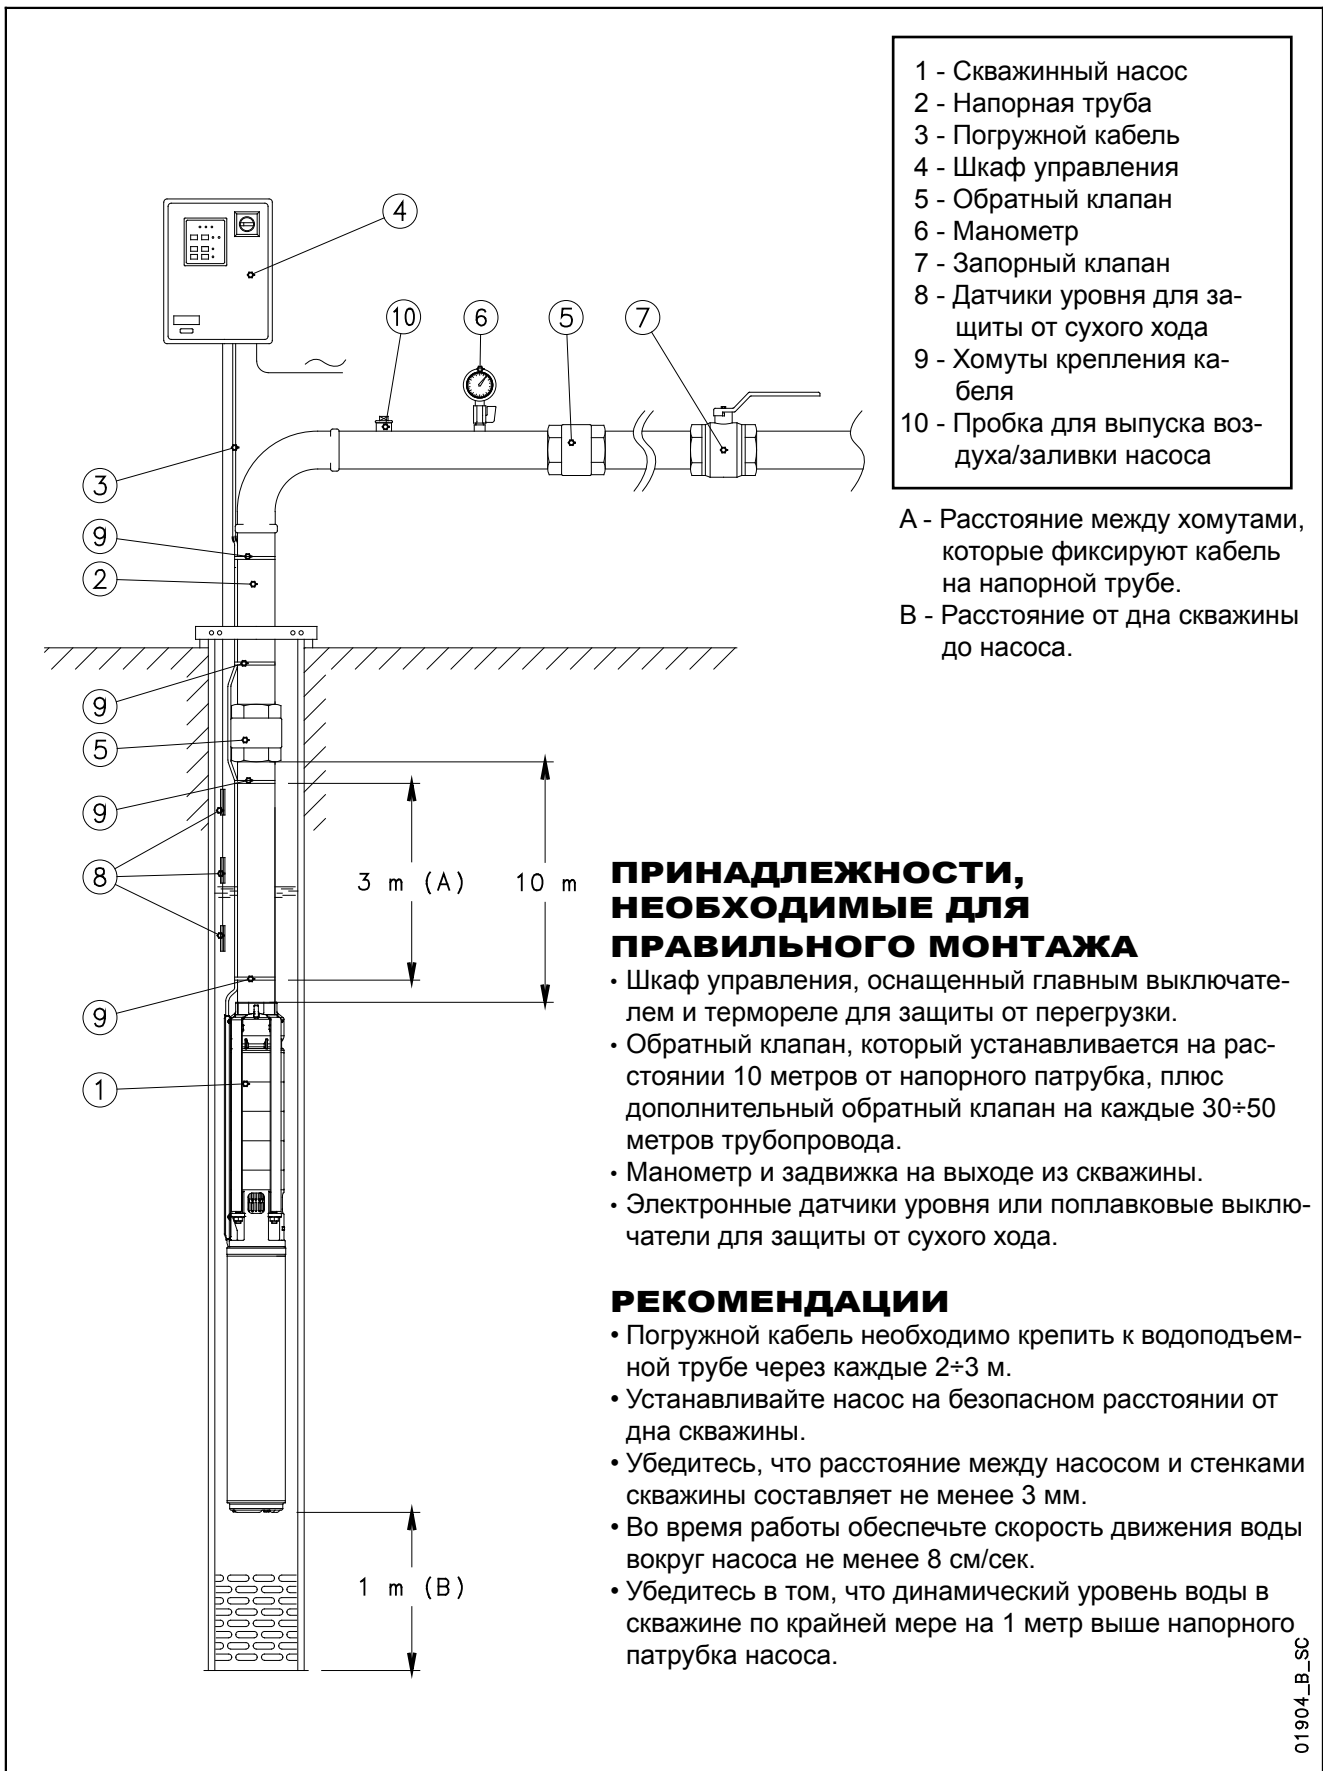 1 - Скважинный насос
2 - Напорная труба
3 - Погружной кабель
4 - Шкаф управления
5 - Обратный клапан
6 - Манометр
7 - Запорный клапан
8 - Датчики уровня для за-
щиты от сухого хода
9 - Хомуты крепления ка-
беля
10 - Пробка для выпуска воз-
духа/заливки насоса
A - Расстояние между хомутами,
которые фиксируют кабель
на напорной трубе.
B - Расстояние от дна скважины
до насоса.
4
10
6
5
7
3
9
2
9
5
9
8
9
1
3 m (A)
10 m
1 m (B)
ПРИНАДЛЕЖНОСТИ,
НЕОБХОДИМЫЕ ДЛЯ
ПРАВИЛЬНОГО МОНТАЖА
• Шкаф управления, оснащенный главным выключате-
лем и термореле для защиты от перегрузки.
• Обратный клапан, который устанавливается на рас-
стоянии 10 метров от напорного патрубка, плюс
дополнительный обратный клапан на каждые 30÷50
метров трубопровода.
• Манометр и задвижка на выходе из скважины.
• Электронные датчики уровня или поплавковые выклю-
чатели для защиты от сухого хода.
РЕКОМЕНДАЦИИ
• Погружной кабель необходимо крепить к водоподъем-
ной трубе через каждые 2÷3 м.
• Устанавливайте насос на безопасном расстоянии от
дна скважины.
• Убедитесь, что расстояние между насосом и стенками
скважины составляет не менее 3 мм.
• Во время работы обеспечьте скорость движения воды
вокруг насоса не менее 8 см/сек.
• Убедитесь в том, что динамический уровень воды в
скважине по крайней мере на 1 метр выше напорного
патрубка насоса.
01904_B_SC